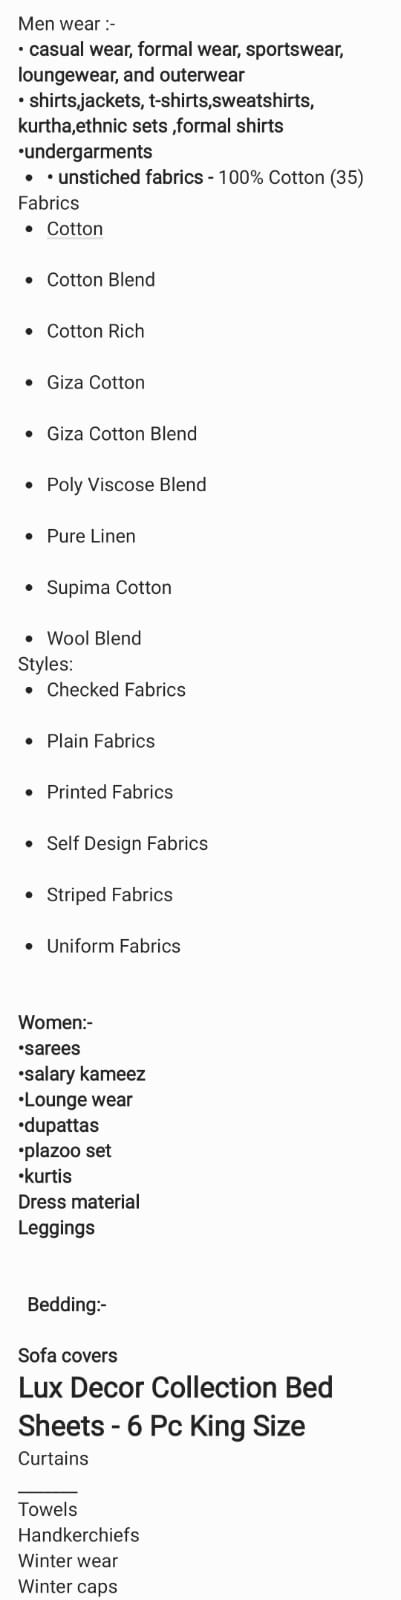 Men wear :-
• casual wear, formal wear, sportswear,
loungewear, and outerwear
• shirts,jackets, t-shirts,sweatshirts,
kurtha,ethnic sets ,formal shirts
•undergarments
• • unstiched fabrics - 100% Cotton (35)
Fabrics
• Cotton
• Cotton Blend
• Cotton Rich
• Giza Cotton
• Giza Cotton Blend
• Poly Viscose Blend
• Pure Linen
• Supima Cotton
• Wool Blend
Styles:
• Checked Fabrics
• Plain Fabrics
• Printed Fabrics
• Self Design Fabrics
• Striped Fabrics
• Uniform Fabrics
Women:-
•sarees
•salary kameez
•Lounge wear
•dupattas
•plazoo set
•kurtis
Dress material
Leggings
Bedding:-
Sofa covers
Lux Decor Collection Bed
Sheets - 6 Pc King Size
Curtains
______
Towels
Handkerchiefs
Winter wear
Winter caps